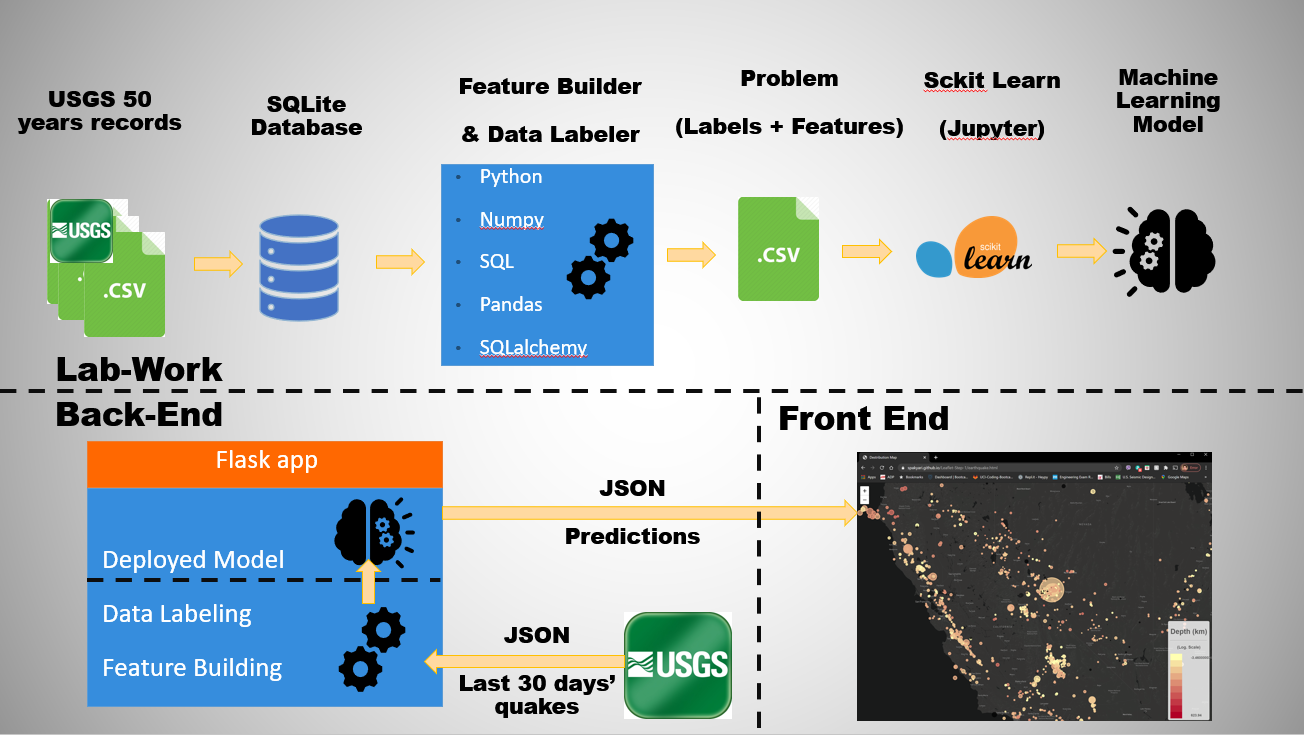 USGS 50
years records
SQLite
Database
Feature Builder
& Data Labeler
Problem
(Labels + Features)
Sckit Learn
(Jupyter)
Machine
Learning
Model
USGS
.CSV
• Python
• Numpy
• SQL
• Pandas
• SQLalchemy
.CSV
scikit
learn
Lab-Work
Back-End
Front End
Flask app
Deployed Model
Data Labeling
Feature Building
JSON
Predictions
JSON
Last 30 days’
quakes
USGS
Depth (km)
(Log. Scale)